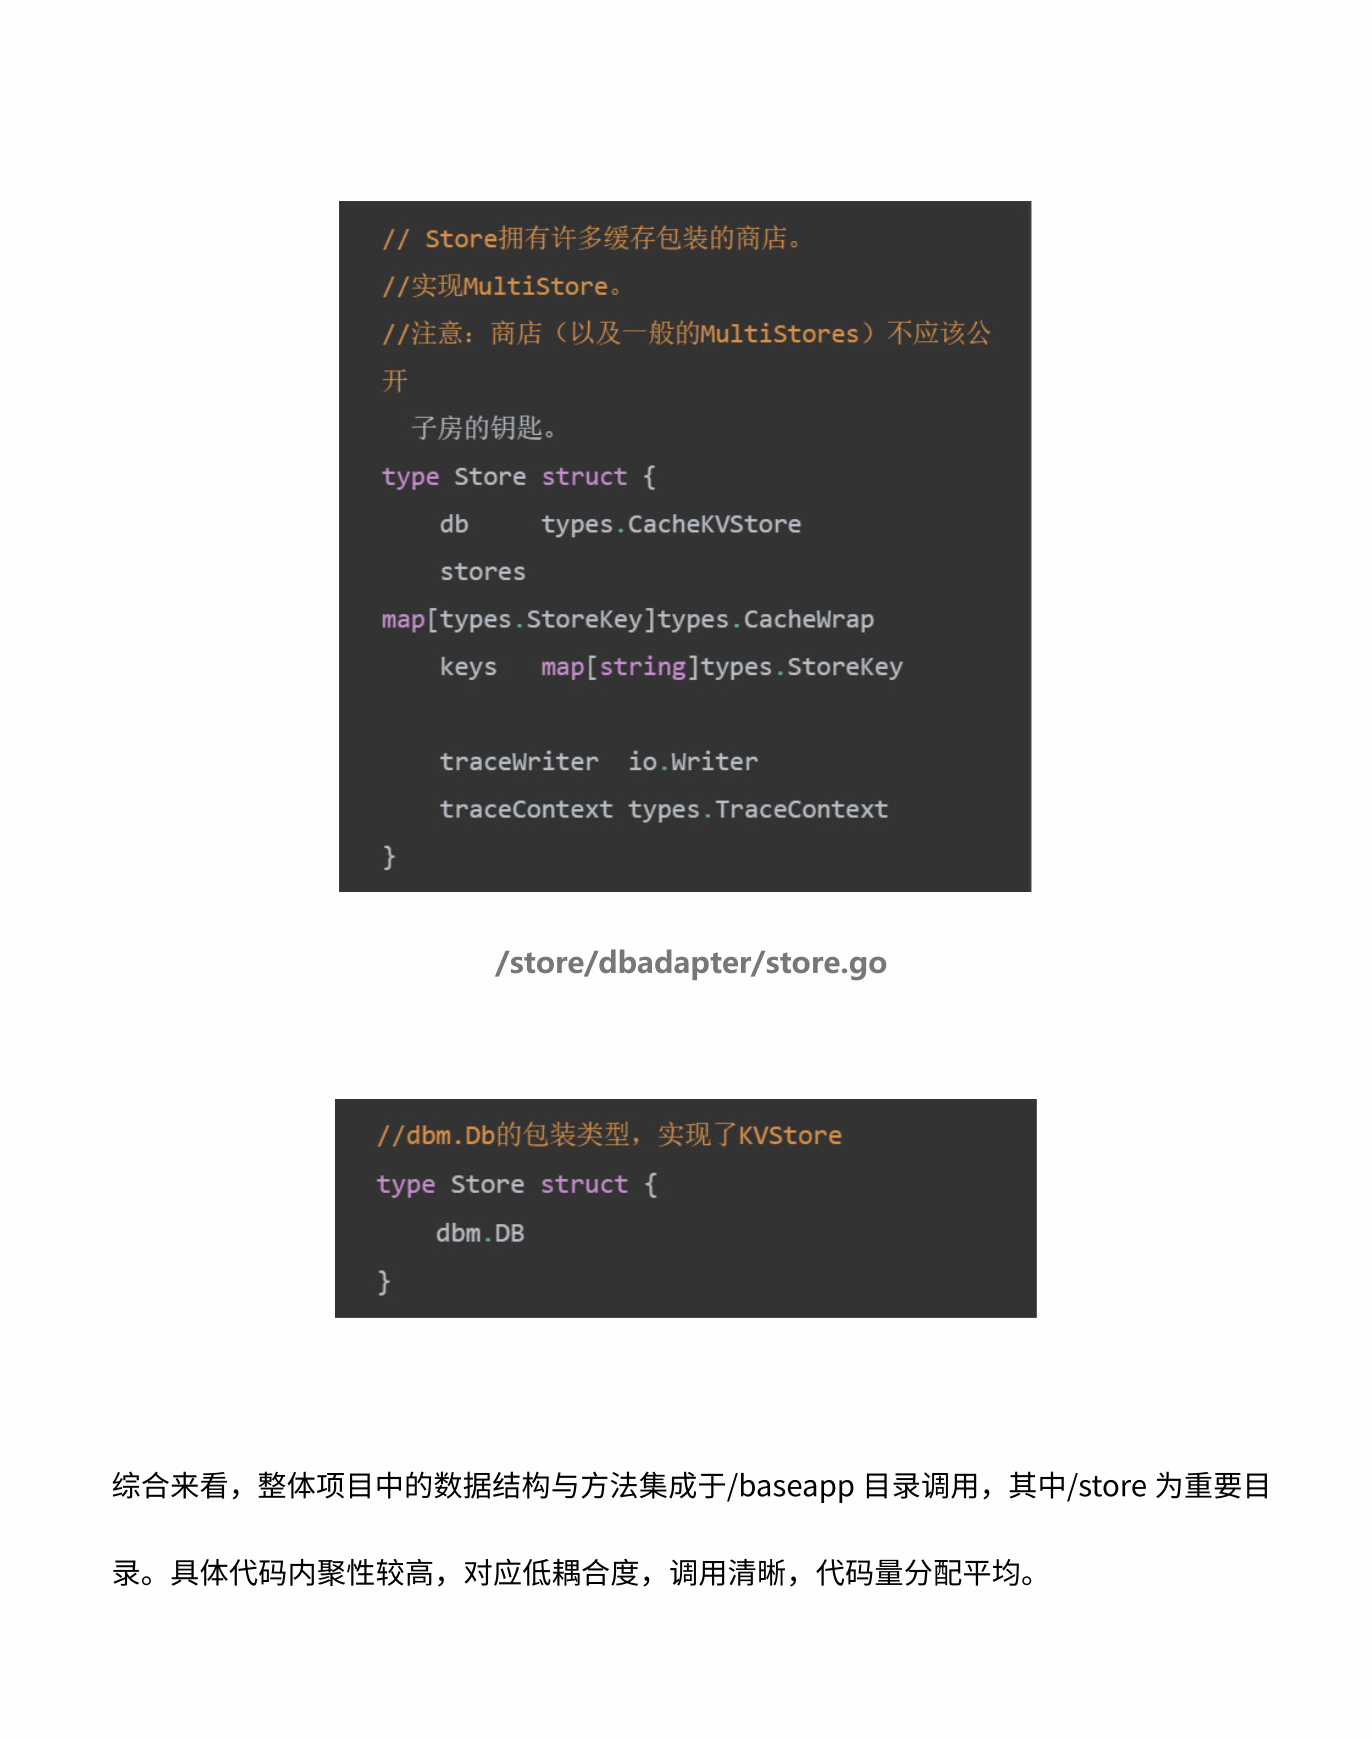 // Store拥有许多缓存包装的商店。
//实现MultiStore。
//注意：商店（以及一般的MultiStores）不应该公
开
子房的钥匙。
type Store struct {
db     types.CacheKVStore
stores
map[types.StoreKey]types.CacheWrap
keys   map[string]types.StoreKey
traceWriter  io.Writer
traceContext types.TraceContext
}
/store/dbadapter/store.go
//dbm.Db的包装类型，实现了KVStore
type Store struct {
dbm.DB
}
综合来看，整体项目中的数据结构与方法集成于/baseapp 目录调用，其中/store 为重要目
录。具体代码内聚性较高，对应低耦合度，调用清晰，代码量分配平均。